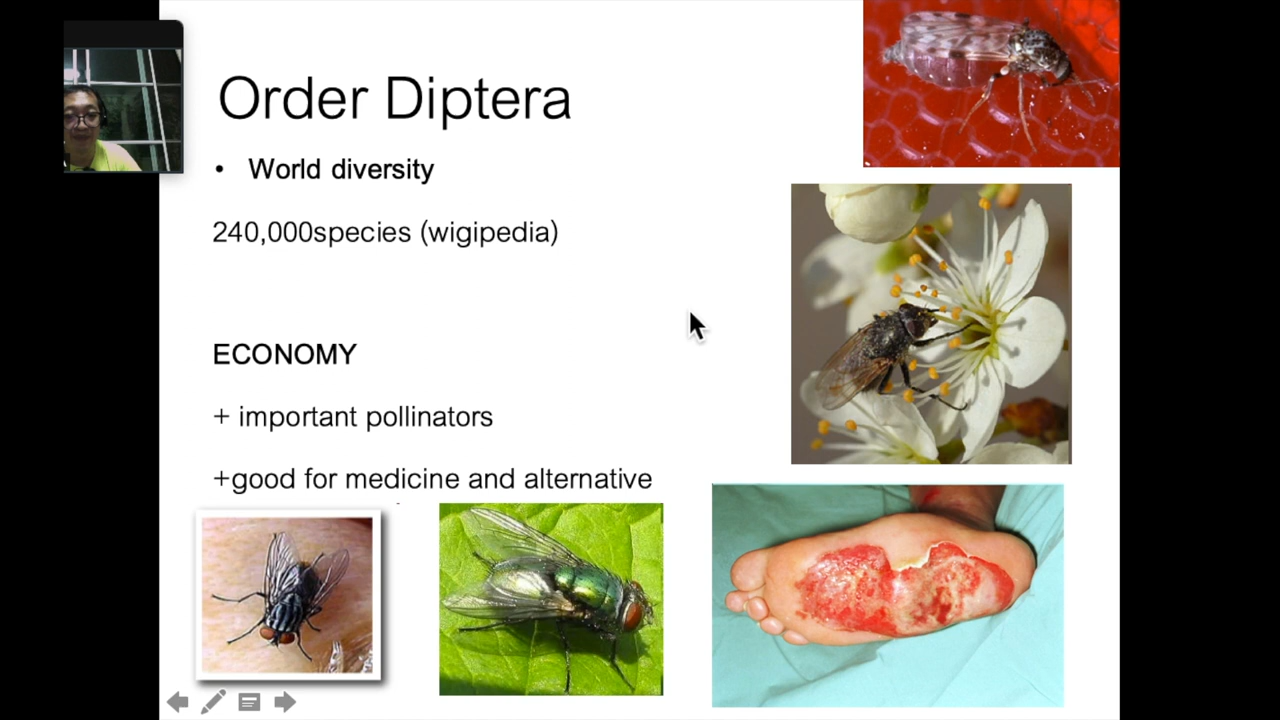 Order Diptera
• World diversity
240,000species (wigipedia)
ECONOMY
+ important pollinators
+good for medicine and alternative